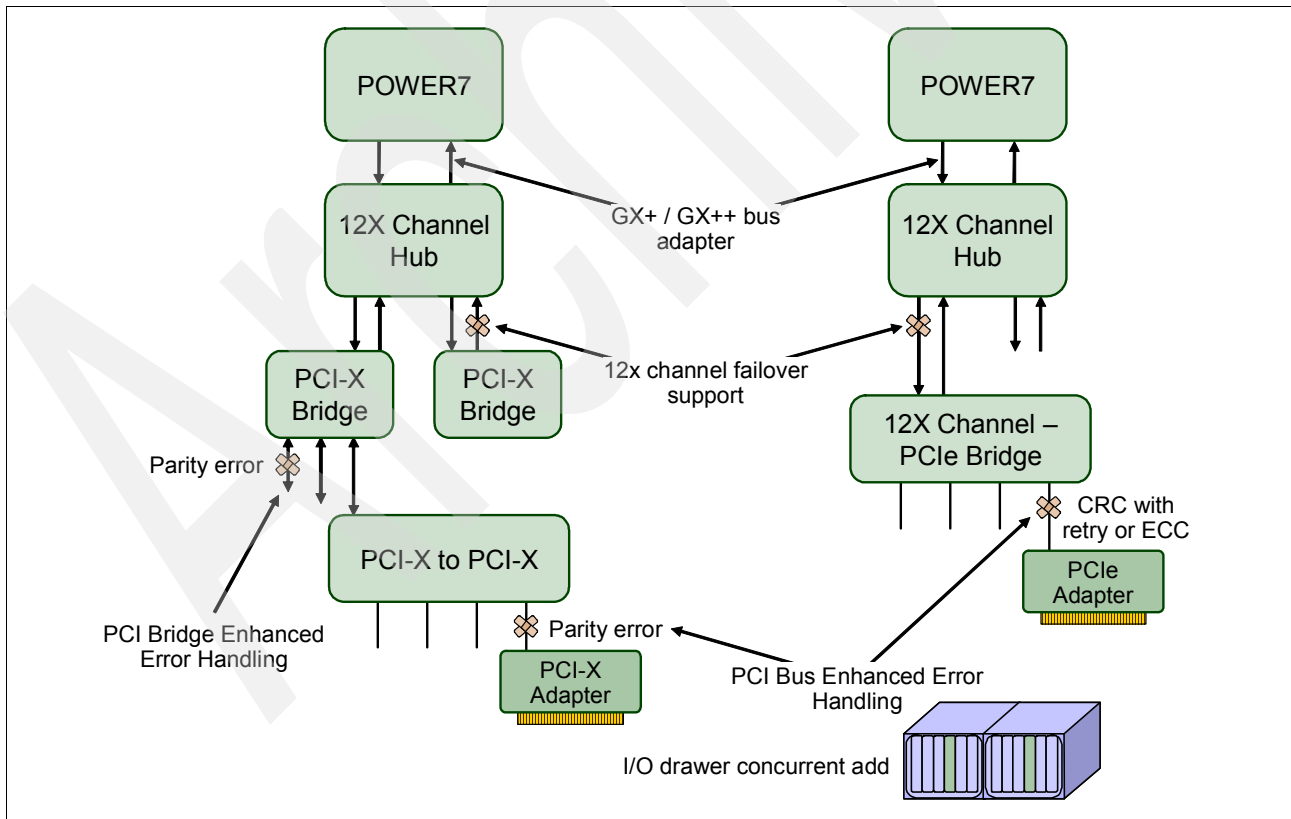 POWER7
POWER7
12X Channel
Hub
GX+ / GX++ bus
adapter
12X Channel
Hub
PCI-X
Bridge
PCI-X
Bridge
12x channel failover
support
12X Channel –
PCIe Bridge
Parity error
CRC with
retry or ECC
PCI-X to PCI-X
PCIe
Adapter
PCI Bridge Enhanced
Error Handling
Parity error
PCI-X
Adapter
PCI Bus Enhanced Error
Handling
I/O drawer concurrent add